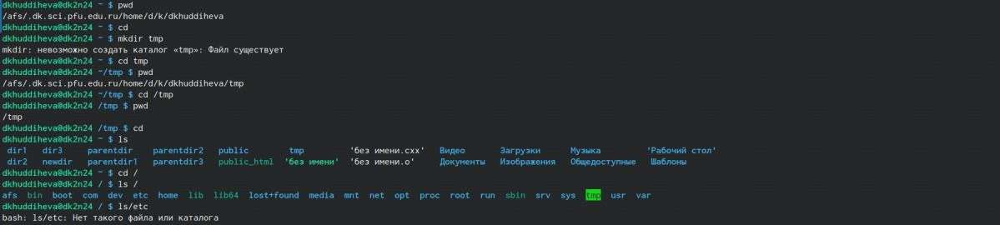 dkhuddiheva@dk2n24 ~ $ pwd
/afs/.dk.sci.pfu.edu.ru/home/d/k/dkhuddiheva
dkhuddiheva@dk2n24 ~ $ cd
dkhuddiheva@dk2n24 ~ $ mkdir tmp
mkdir: невозможно создать каталог «tmp»: Файл существует
dkhuddiheva@dk2n24 ~ $ cd tmp
dkhuddiheva@dk2n24 ~/tmp $ pwd
/afs/.dk.sci.pfu.edu.ru/home/d/k/dkhuddiheva/tmp
dkhuddiheva@dk2n24 ~/tmp $ cd /tmp
dkhuddiheva@dk2n24 /tmp $ pwd
/tmp
dkhuddiheva@dk2n24 /tmp $ cd
dkhuddiheva@dk2n24 ~ $ ls
dir1 dir3 parentdir parentdir2 public tmp 'без имени.cxx' Видео Загрузки Музыка 'Рабочий стол'
dir2 newdir parentdir1 parentdir3 public_html 'без имени' 'без имени.o' Документы Изображения Общедоступные Шаблоны
dkhuddiheva@dk2n24 ~ $ cd /
dkhuddiheva@dk2n24 / $ ls /
afs bin boot com dev etc home lib lib64 lost+found media mnt net opt proc root run sbin srv sys tmp usr var
dkhuddiheva@dk2n24 / $ ls/etc
bash: ls/etc: Нет такого файла или каталога